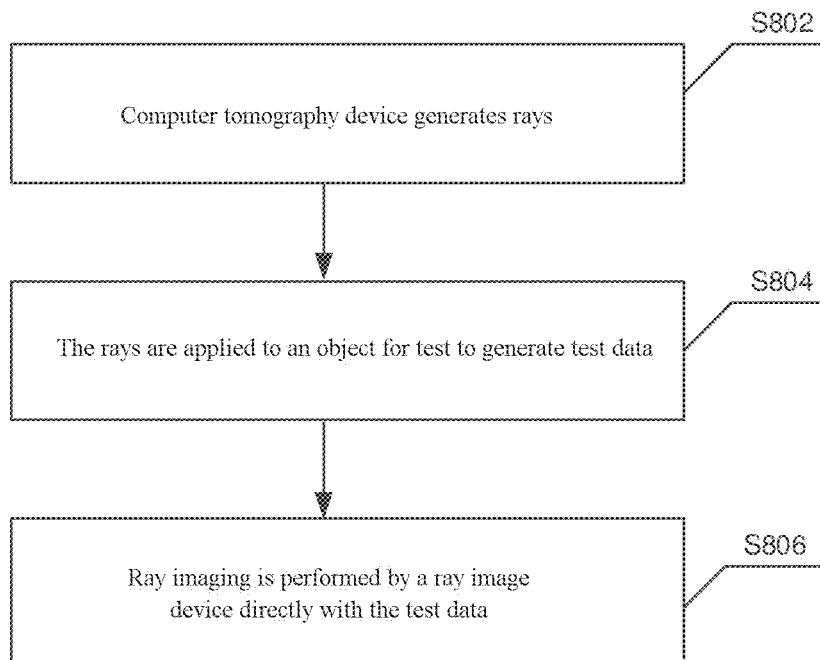 S802
Computer tomography device generates rays
S804
The rays are applied to an object for test to generate test data
S806
Ray imaging is performed by a ray image
device directly with the test data